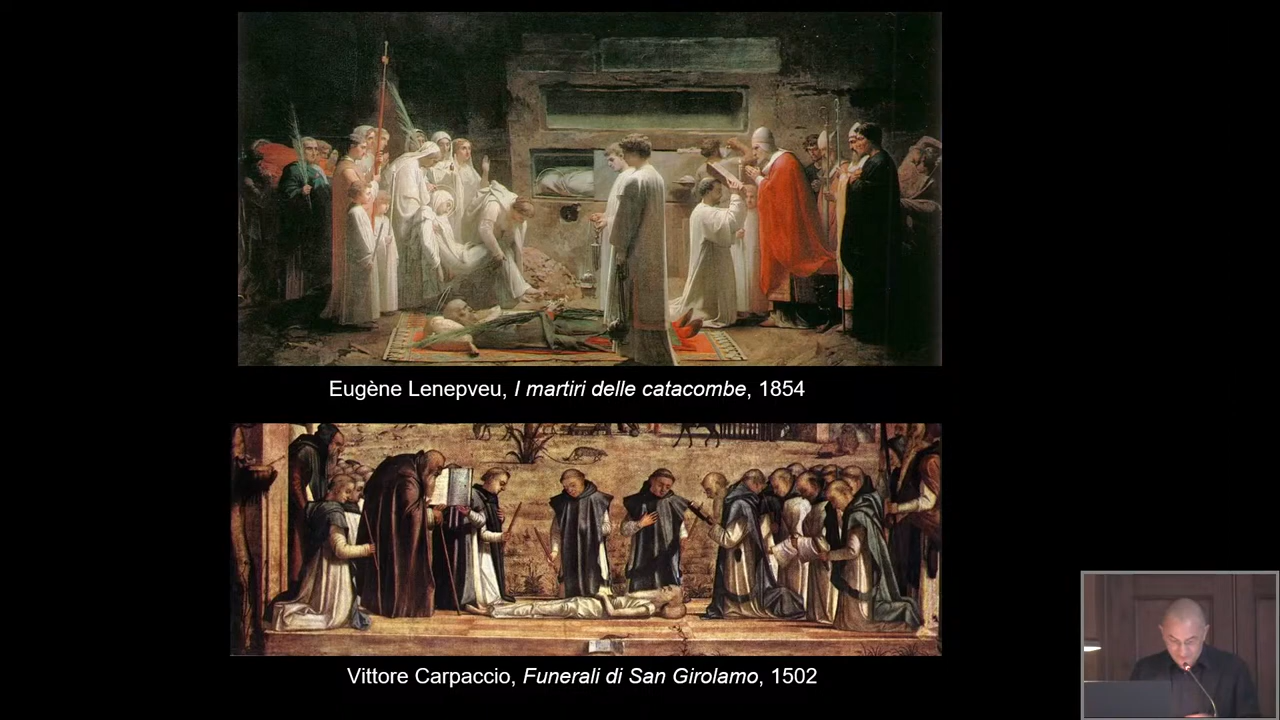 Eugène Lenepveu, I martiri delle catacombe, 1854
Vittore Carpaccio, Funerali di San Girolamo, 1502